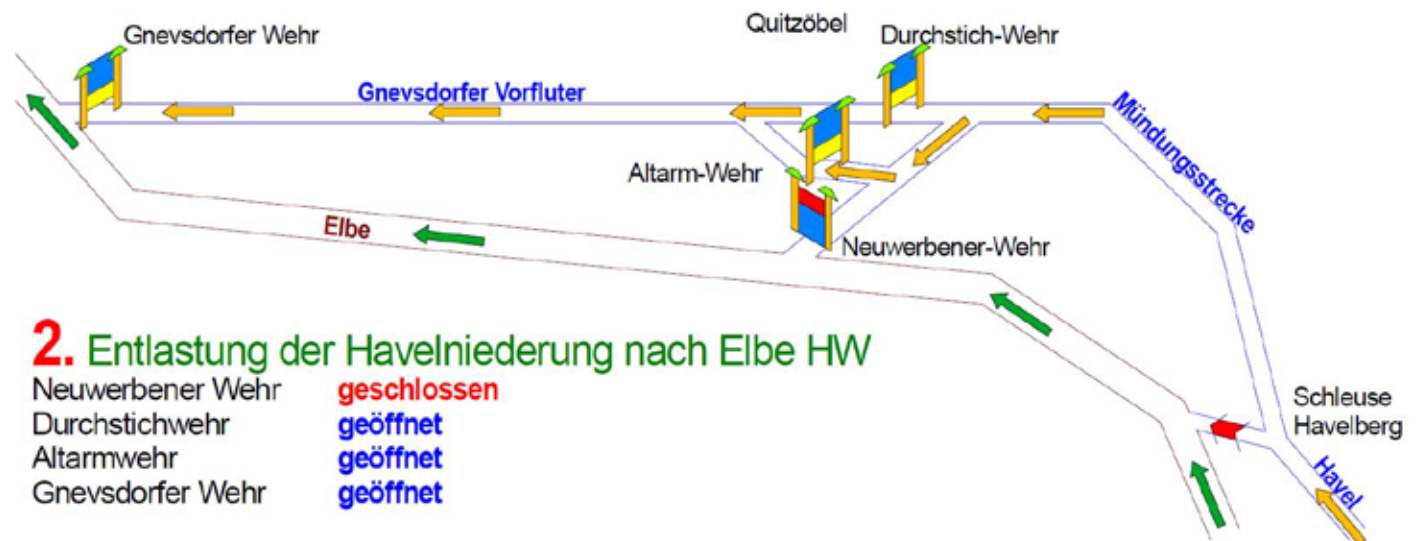 Quitzöbel
Gnevsdorfer Wehr
Durchstich-Wehr
Gnevsdorfer Vorfluter
Mündungsstrecke
Altarm-Wehr
Elbe
Neuwerbener-Wehr
2. Entlastung der Havelniederung nach Elbe HW
Neuwerbener Wehr geschlossen
Durchstichwehr geöffnet
Altarmwehr geöffnet
Gnevsdorfer Wehr geöffnet
Schleuse
Havelberg
Havel